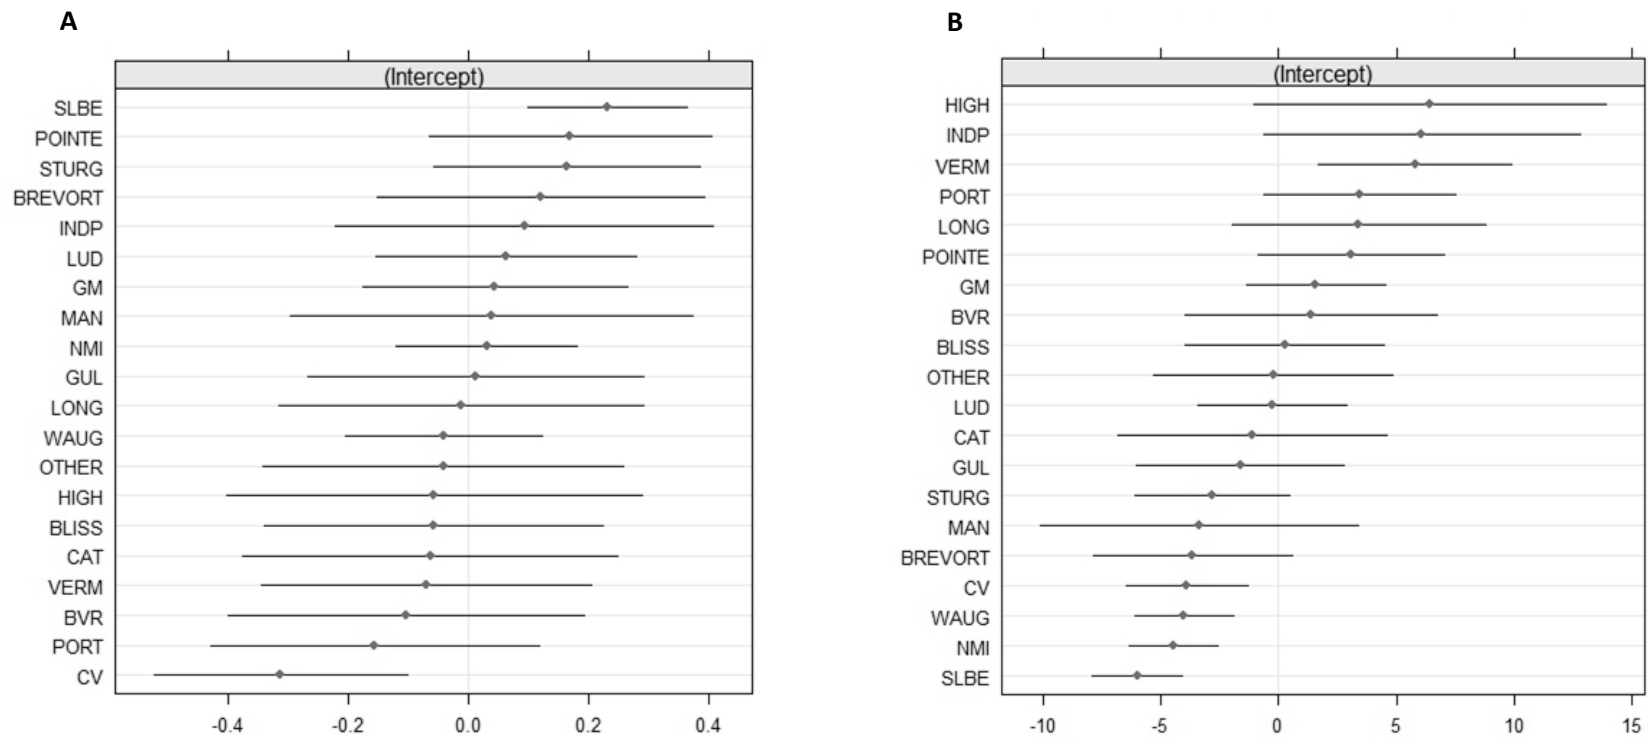 A
(Intercept)
SLBE
POINTE
STURG
BREVORT
INDP
LUD
GM
MAN
NMI
GUL
LONG
WAUG
OTHER
HIGH
BLISS
CAT
VERM
BVR
PORT
CV
-0.4 -0.2 0.0 0.2 0.4
B
(Intercept)
HIGH
INDP
VERM
PORT
LONG
POINTE
GM
BVR
BLISS
OTHER
LUD
CAT
GUL
STURG
MAN
BREVORT
CV
WAUG
NMI
SLBE
-10 -5 0 5 10 15